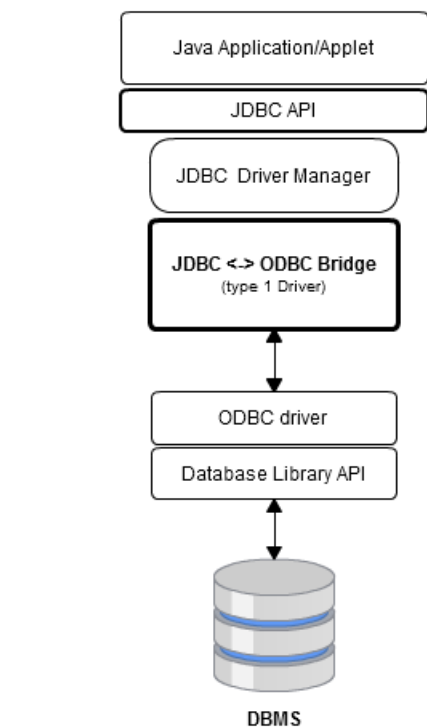 Java Application/Applet
JDBC API
JDBC Driver Manager
JDBC <-> ODBC Bridge
(type 1 Driver)
ODBC driver
Database Library API
DBMS